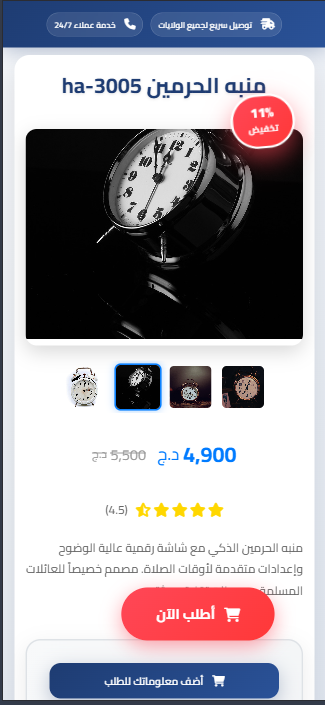 توصيل سريع لجميع الولايات
خدمة عملاء 24/7
منبه الحرمين ha-3005
11%
تخفيض
4,900 د.ج 5,500 د.ج
(4.5)
منبه الحرمين الذكي مع شاشة رقمية عالية الوضوح
وإعدادات متقدمة لأوقات الصلاة. مصمم خصيصاً للعائلات
أطلب الآن
أضف معلوماتك للطلب